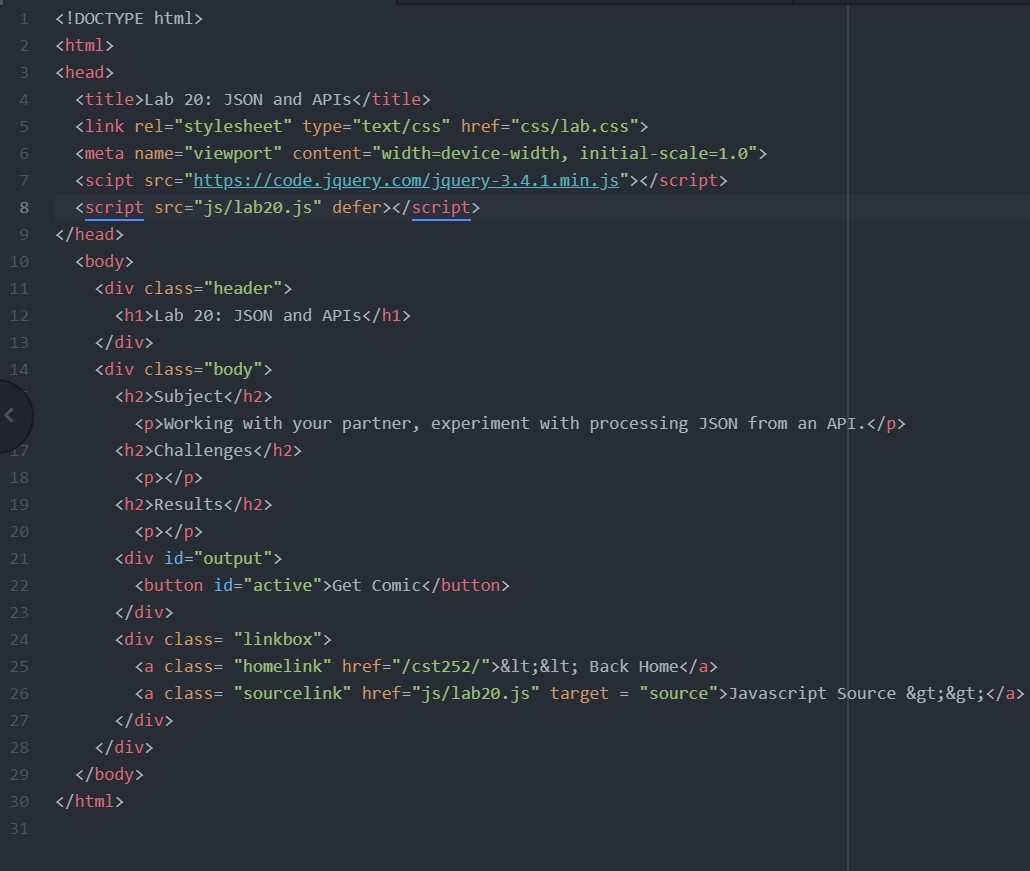 1 <!DOCTYPE html>
2 <html>
3 <head>
4 <title>Lab 20: JSON and APIs</title>
5 <link rel="stylesheet" type="text/css" href="css/lab.css">
6 <meta name="viewport" content="width=device-width, initial-scale=1.0">
7 <scipt src="https://code.jquery.com/jquery-3.4.1.min.js"></script>
8 <script src="js/lab20.js" defer></script>
9 </head>
10 <body>
11 <div class="header">
12 <h1>Lab 20: JSON and APIs</h1>
13 </div>
14 <div class="body">
<h2>Subject</h2>
<p>Working with your partner, experiment with processing JSON from an API.</p>
17 <h2>Challenges</h2>
18 <p></p>
19 <h2>Results</h2>
20 <p></p>
21 <div id="output">
22 <button id="active">Get Comic</button>
23 </div>
24 <div class= "linkbox">
25 <a class= "homelink" href="/cst252/">&lt;&lt; Back Home</a>
26 <a class= "sourcelink" href="js/lab20.js" target = "source">Javascript Source &gt;&gt;</a>
27 </div>
28 </div>
29 </body>
30 </html>
31